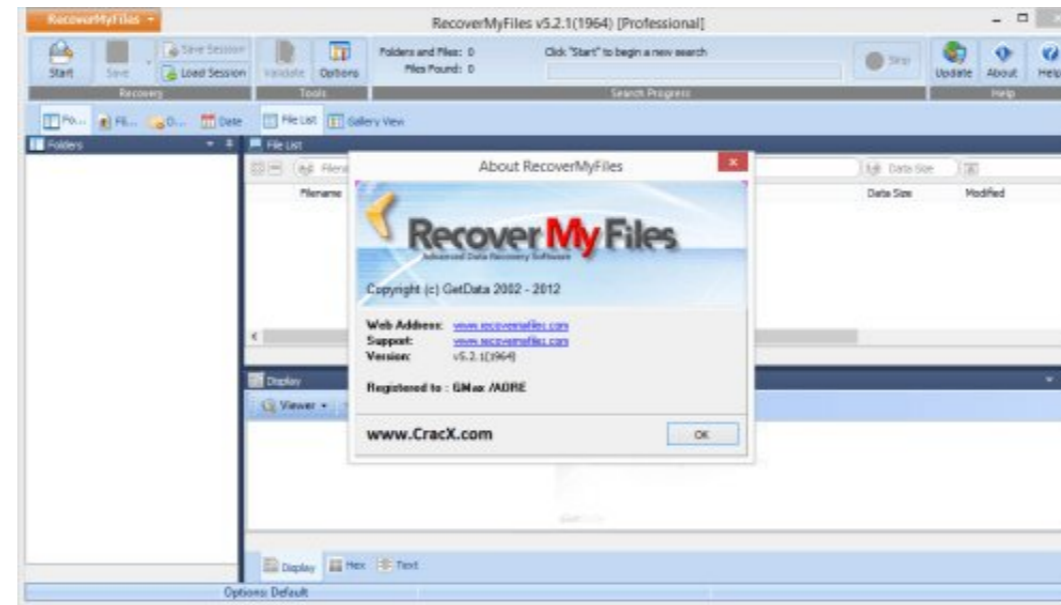 RecoverMyFiles
RecoverMyFiles v5.2.1(1964) [Professional]
Start
Save
Save Session
Load Session
Validate
Options
Folders and Files: 0
Files Found: 0
Click "Start" to begin a new search
Stop
Update
About
Help
Recovery
Tools
Search Progress
Help
Fo...
Fil...
D...
Date
File List
Gallery View
Folders
File List
Data Size
Filename
Data Size
Modified
About RecoverMyFiles
Recover My Files
Advanced Data Recovery Software
Copyright (c) GetData 2002 - 2012
Web Address: www.recovermyfiles.com
Support: www.recovermyfiles.com
Version: v5.2.1(1964)
Registered to : GMax /ADRE
www.CracX.com
OK
Display
Viewer
Display
Hex
Text
Options: Default